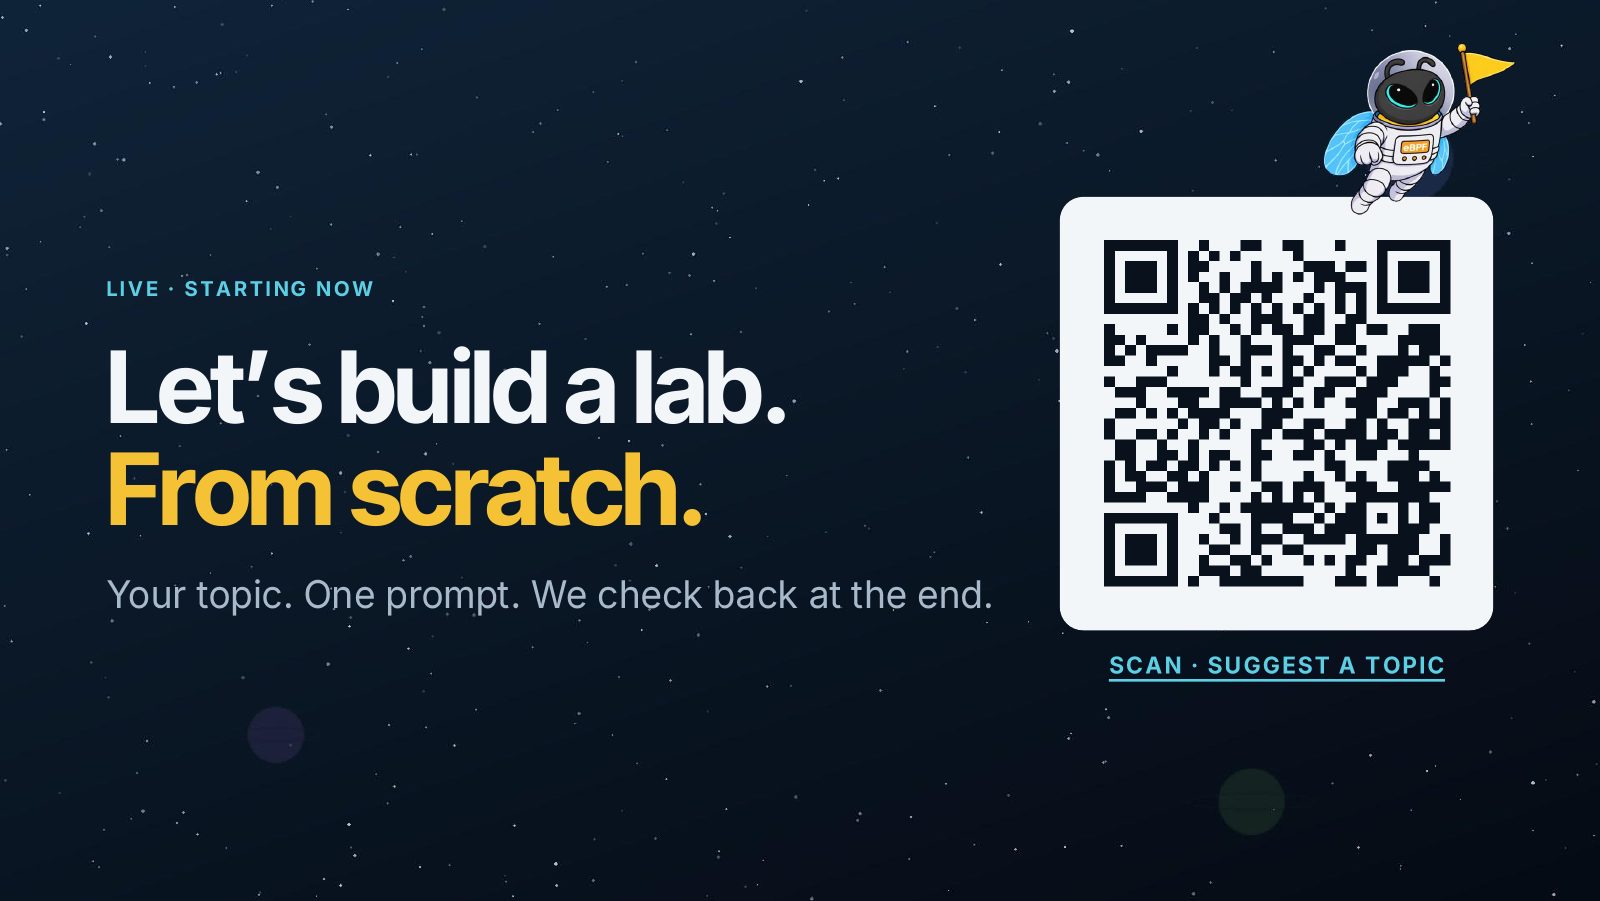 LIVE · STARTING NOW
Let’s build a lab.
From scratch.
Your topic. One prompt. We check back at the end.
eBPF
SCAN · SUGGEST A TOPIC